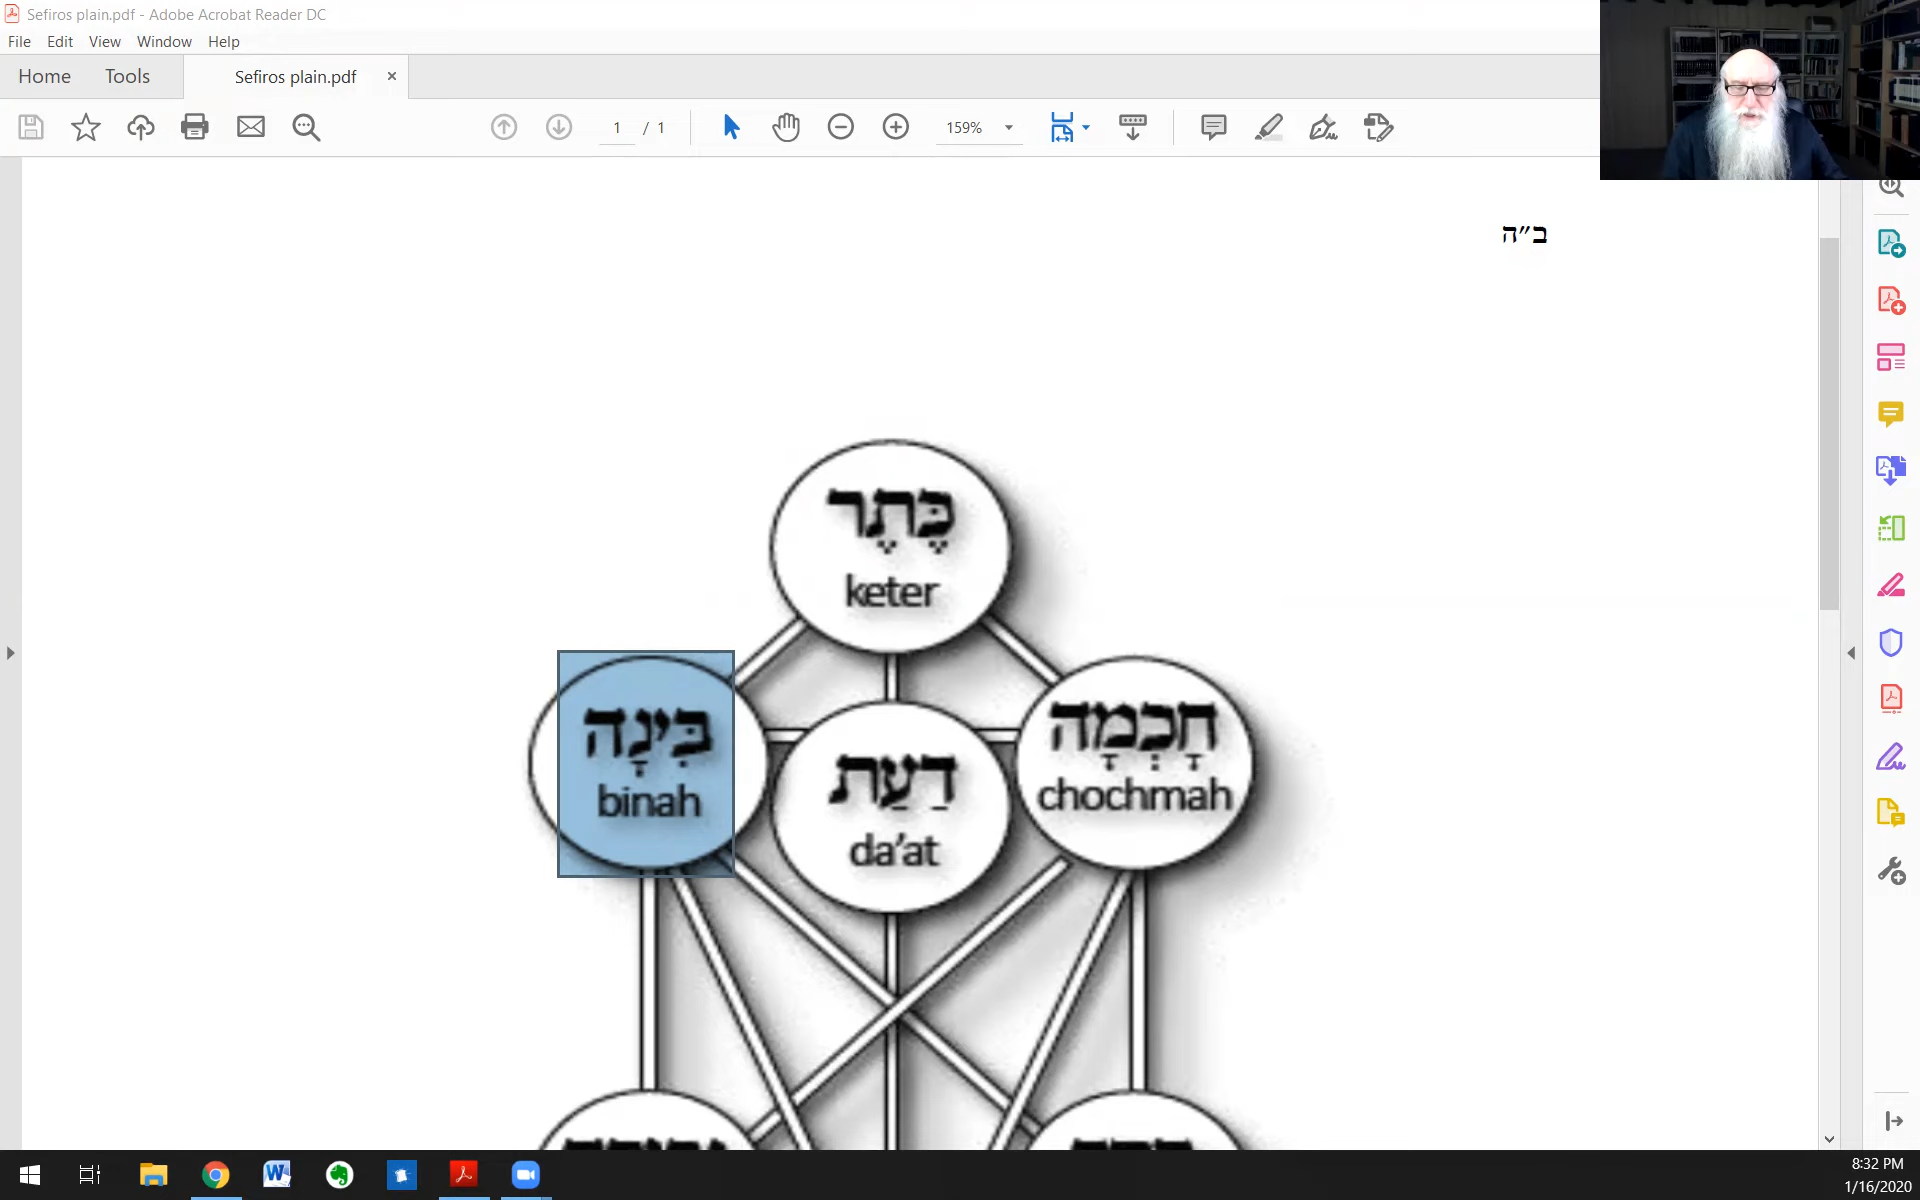 Sefiros plain.pdf - Adobe Acrobat Reader DC
File Edit View Window Help
Home Tools Sefiros plain.pdf ×
1 / 1 159%
ב״ה
כֶּתֶר
keter
בִּינָה
binah
חָכְמָה
chochmah
דַעַת
da'at
8:32 PM
1/16/2020